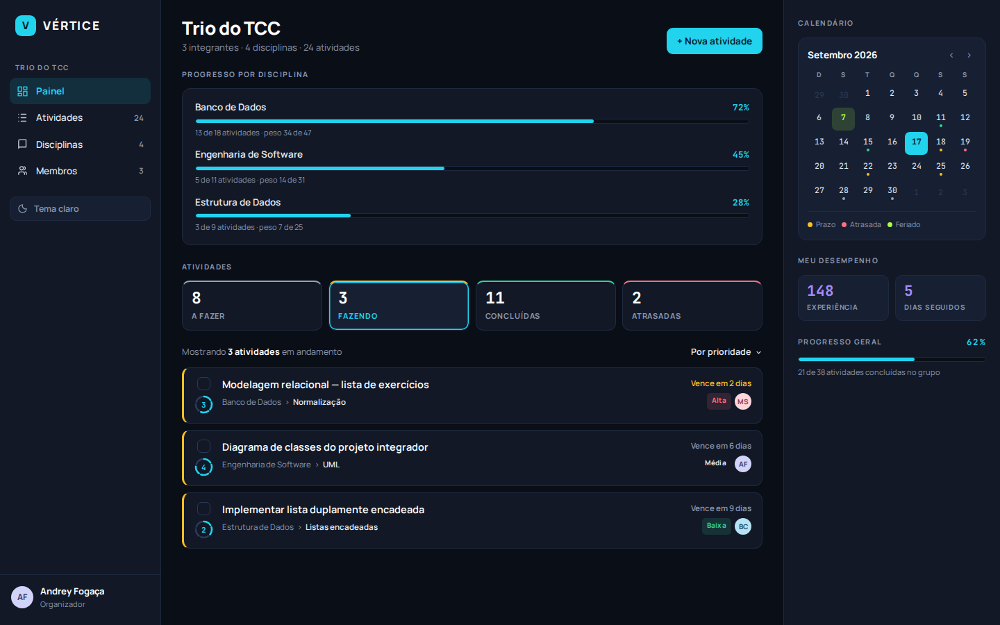 V VÉRTICE
TRIO DO TCC
Painel
Atividades 24
Disciplinas 4
Membros 3
Tema claro
AF
Andrey Fogaça
Organizador
Trio do TCC
3 integrantes · 4 disciplinas · 24 atividades
+ Nova atividade
PROGRESSO POR DISCIPLINA
Banco de Dados 72%
13 de 18 atividades · peso 34 de 47
Engenharia de Software 45%
5 de 11 atividades · peso 14 de 31
Estrutura de Dados 28%
3 de 9 atividades · peso 7 de 25
ATIVIDADES
8
A FAZER
3
FAZENDO
11
CONCLUÍDAS
2
ATRASADAS
Mostrando 3 atividades em andamento
Por prioridade
Modelagem relacional — lista de exercícios
Vence em 2 dias
3
Banco de Dados › Normalização
Alta MS
Diagrama de classes do projeto integrador
Vence em 6 dias
4
Engenharia de Software › UML
Média AF
Implementar lista duplamente encadeada
Vence em 9 dias
2
Estrutura de Dados › Listas encadeadas
Baixa BC
CALENDÁRIO
Setembro 2026 ‹ ›
D S T Q Q S S
29 30 1 2 3 4 5
6 7 8 9 10 11 12
13 14 15 16 17 18 19
20 21 22 23 24 25 26
27 28 29 30 1 2 3
Prazo Atrasada Feriado
MEU DESEMPENHO
148
EXPERIÊNCIA
5
DIAS SEGUIDOS
PROGRESSO GERAL 62%
21 de 38 atividades concluídas no grupo